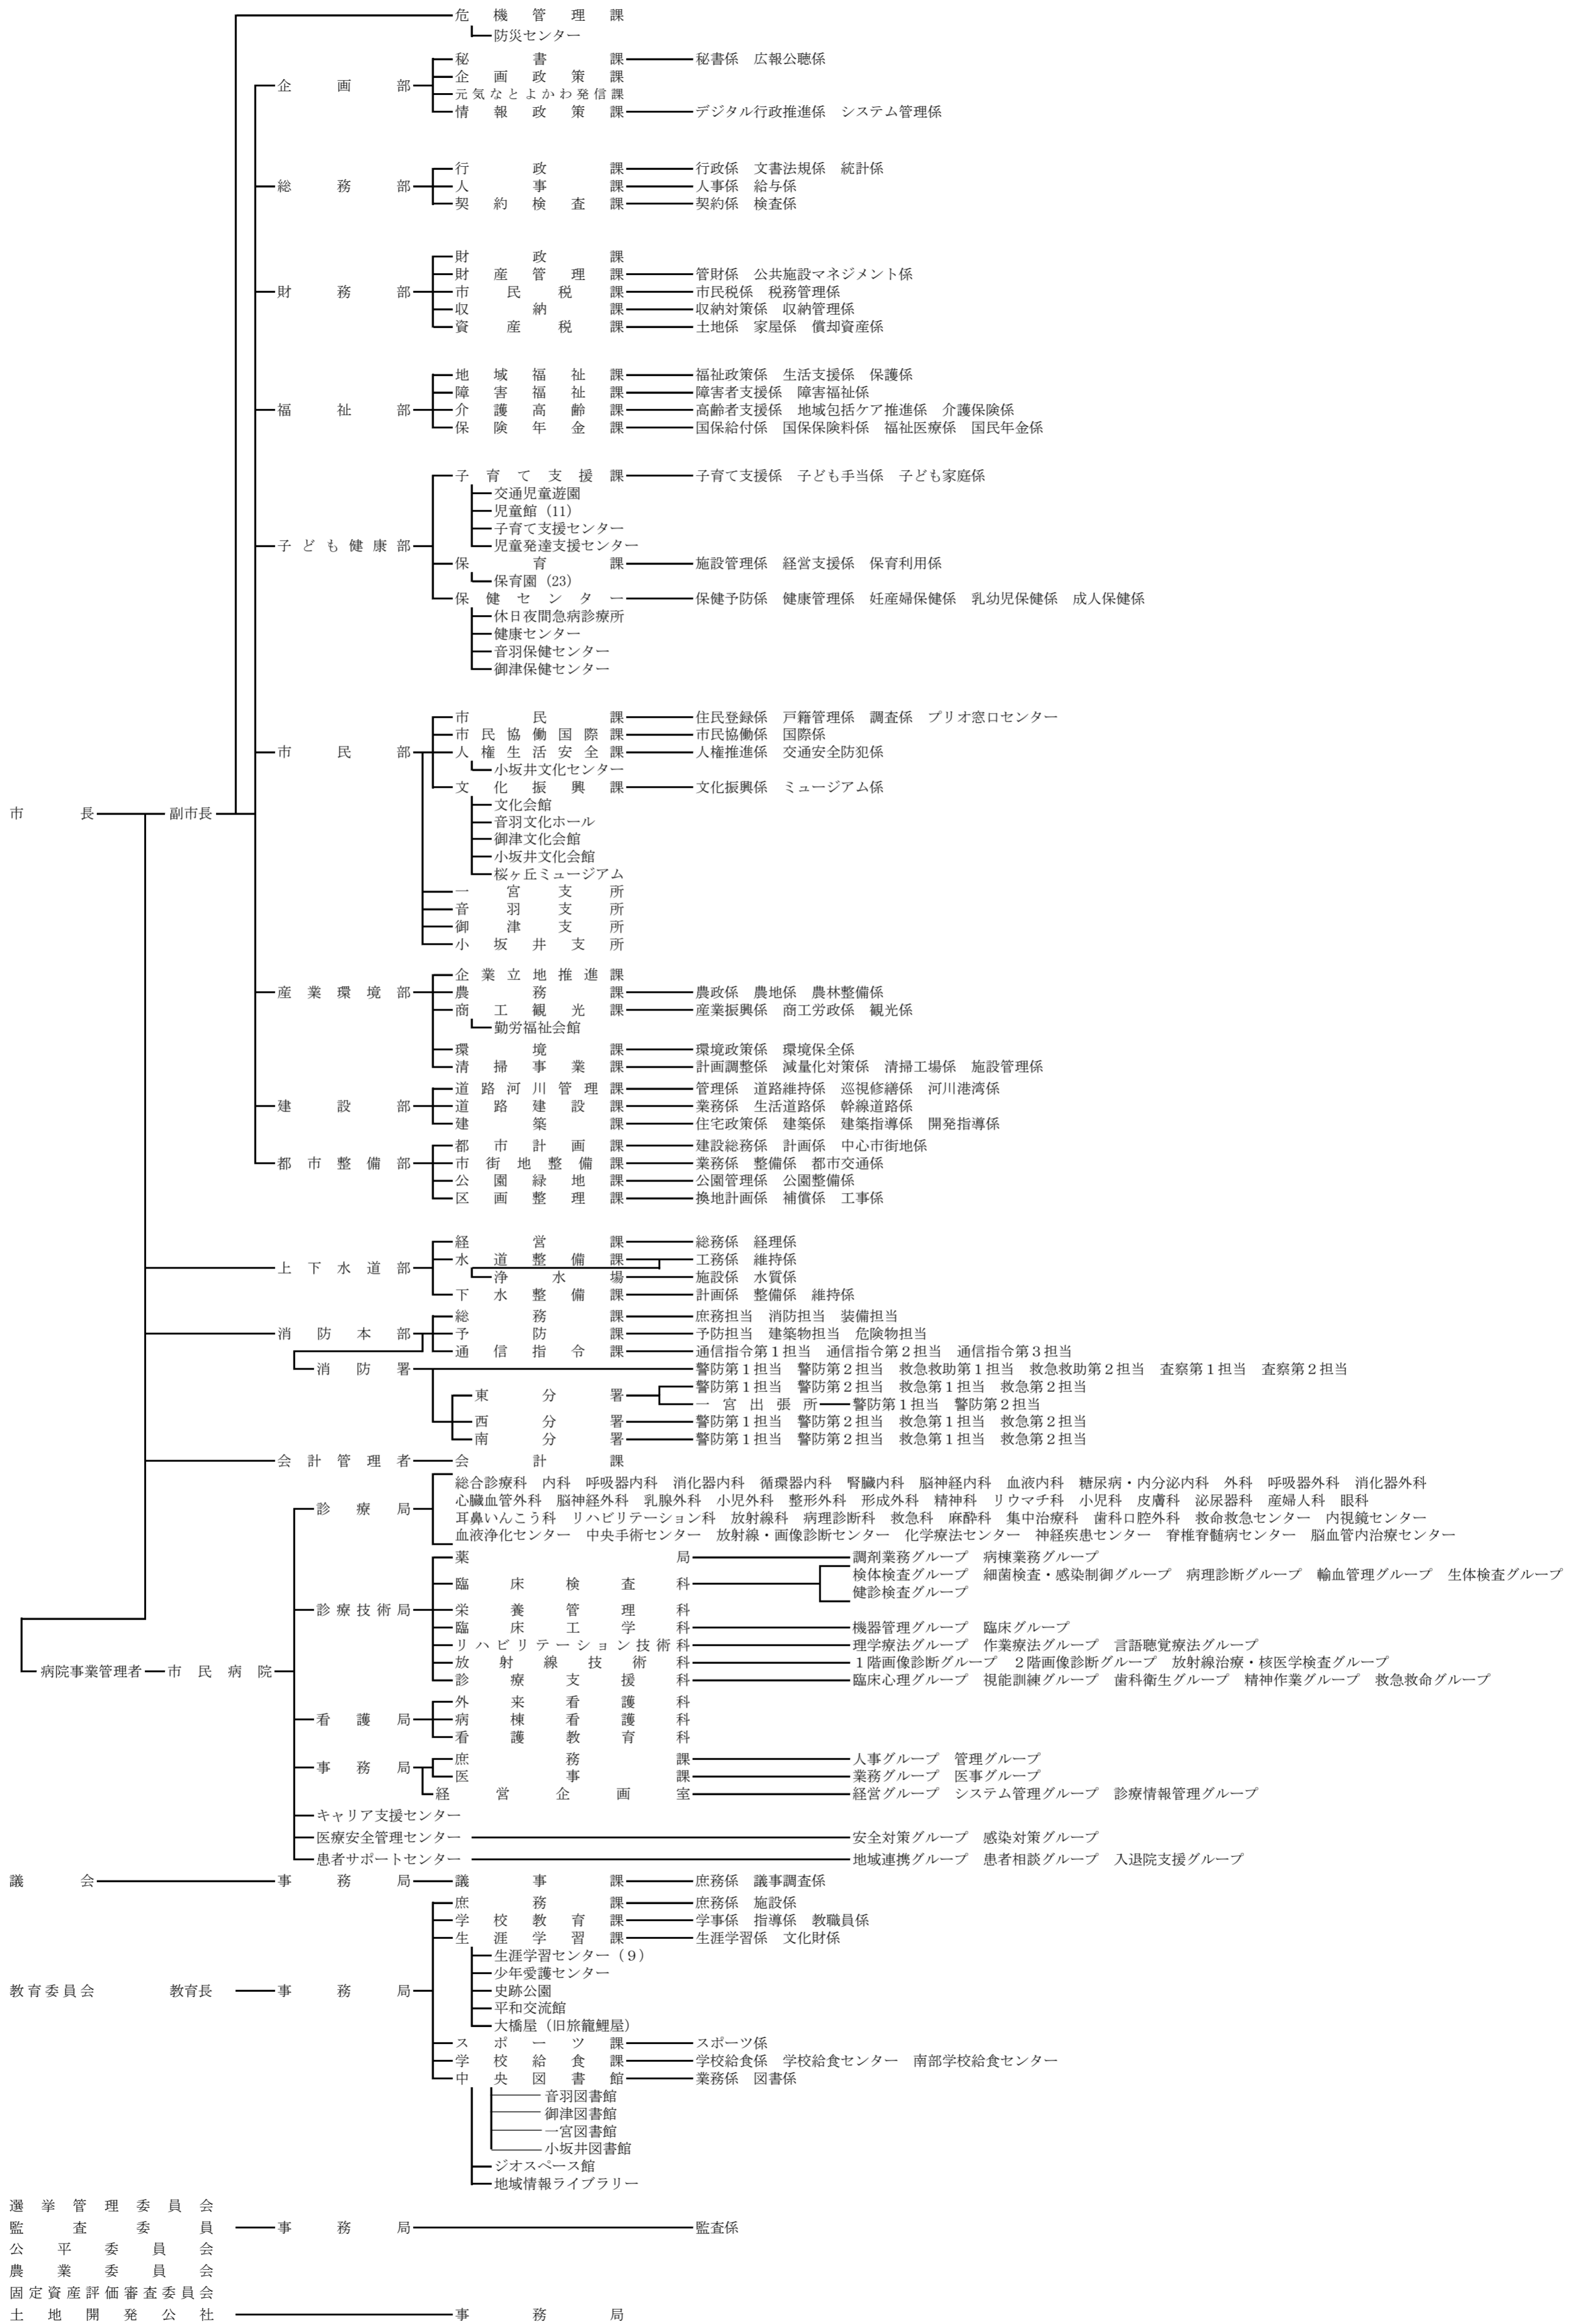 危機管理課
防災センター
秘書課 秘書係 広報公聴係
企画政策課
企画部
元気なとよかわ発信課
情報政策課 デジタル行政推進係 システム管理係
行政課 行政係 文書法規係 統計係
総務部 人事課 人事係 給与係
契約検査課 契約係 検査係
財政課
財産管理課 管財係 公共施設マネジメント係
財務部 市民税課 市民税係 税務管理係
収納課 収納対策係 収納管理係
資産税課 土地係 家屋係 償却資産係
地域福祉課 福祉政策係 生活支援係 保護係
障害福祉課 障害者支援係 障害福祉係
福祉部 介護高齢課 高齢者支援係 地域包括ケア推進係 介護保険係
保険年金課 国保給付係 国保保険料係 福祉医療係 国民年金係
子育て支援課 子育て支援係 子ども手当係 子ども家庭係
交通児童遊園
児童館（11）
子育て支援センター
子ども健康部 児童発達支援センター
保育課 施設管理係 経営支援係 保育利用係
保育園（23）
保健センター 保健予防係 健康管理係 妊産婦保健係 乳幼児保健係 成人保健係
休日夜間急病診療所
健康センター
音羽保健センター
御津保健センター
市民課 住民登録係 戸籍管理係 調査係 プリオ窓口センター
市民協働国際課 市民協働係 国際係
市民部 人権生活安全課 人権推進係 交通安全防犯係
小坂井文化センター
文化振興課 文化振興係 ミュージアム係
文化会館
市長 副市長
音羽文化ホール
御津文化会館
小坂井文化会館
桜ヶ丘ミュージアム
一宮支所
音羽支所
御津支所
小坂井支所
企業立地推進課
産業環境部 農務課 農政係 農地係 農林整備係
商工観光課 産業振興係 商工労政係 観光係
勤労福祉会館
環境課 環境政策係 環境保全係
清掃事業課 計画調整係 減量化対策係 清掃工場係 施設管理係
道路河川管理課 管理係 道路維持係 巡視修繕係 河川港湾係
建設部 道路建設課 業務係 生活道路係 幹線道路係
建築課 住宅政策係 建築係 建築指導係 開発指導係
都市計画課 建設総務係 計画係 中心市街地係
都市整備部 市街地整備課 業務係 整備係 都市交通係
公園緑地課 公園管理係 公園整備係
区画整理課 換地計画係 補償係 工事係
経営課 総務係 経理係
水道整備課 工務係 維持係
上下水道部
浄水場 施設係 水質係
下水整備課 計画係 整備係 維持係
総務課 庶務担当 消防担当 装備担当
消防本部 予防課 予防担当 建築物担当 危険物担当
通信指令課 通信指令第１担当 通信指令第２担当 通信指令第３担当
消防署 警防第１担当 警防第２担当 救急救助第１担当 救急救助第２担当 査察第１担当 査察第２担当
警防第１担当 警防第２担当 救急第１担当 救急第２担当
東分署
一宮出張所 警防第１担当 警防第２担当
西分署 警防第１担当 警防第２担当 救急第１担当 救急第２担当
南分署 警防第１担当 警防第２担当 救急第１担当 救急第２担当
会計管理者 会計課
総合診療科 内科 呼吸器内科 消化器内科 循環器内科 腎臓内科 脳神経内科 血液内科 糖尿病・内分泌内科 外科 呼吸器外科 消化器外科
心臓血管外科 脳神経外科 乳腺外科 小児外科 整形外科 形成外科 精神科 リウマチ科 小児科 皮膚科 泌尿器科 産婦人科 眼科
診療局
耳鼻いんこう科 リハビリテーション科 放射線科 病理診断科 救急科 麻酔科 集中治療科 歯科口腔外科 救命救急センター 内視鏡センター
血液浄化センター 中央手術センター 放射線・画像診断センター 化学療法センター 神経疾患センター 脊椎脊髄病センター 脳血管内治療センター
薬局 調剤業務グループ 病棟業務グループ
検体検査グループ 細菌検査・感染制御グループ 病理診断グループ 輸血管理グループ 生体検査グループ
臨床検査科
健診検査グループ
診療技術局 栄養管理科
臨床工学科 機器管理グループ 臨床グループ
リハビリテーション技術科 理学療法グループ 作業療法グループ 言語聴覚療法グループ
放射線技術科 １階画像診断グループ ２階画像診断グループ 放射線治療・核医学検査グループ
病院事業管理者 市民病院
診療支援科 臨床心理グループ 視能訓練グループ 歯科衛生グループ 精神作業グループ 救急救命グループ
外来看護科
看護局 病棟看護科
看護教育科
庶務課 人事グループ 管理グループ
事務局
医事課 業務グループ 医事グループ
経営企画室 経営グループ システム管理グループ 診療情報管理グループ
キャリア支援センター
医療安全管理センター 安全対策グループ 感染対策グループ
患者サポートセンター 地域連携グループ 患者相談グループ 入退院支援グループ
議会 事務局 議事課 庶務係 議事調査係
庶務課 庶務係 施設係
学校教育課 学事係 指導係 教職員係
生涯学習課 生涯学習係 文化財係
生涯学習センター（９）
少年愛護センター
教育委員会 教育長 事務局 史跡公園
平和交流館
大橋屋（旧旅籠鯉屋）
スポーツ課 スポーツ係
学校給食課 学校給食係 学校給食センター 南部学校給食センター
中央図書館 業務係 図書係
音羽図書館
御津図書館
一宮図書館
小坂井図書館
ジオスペース館
地域情報ライブラリー
選挙管理委員会
監査委員 事務局 監査係
公平委員会
農業委員会
固定資産評価審査委員会
土地開発公社 事務局